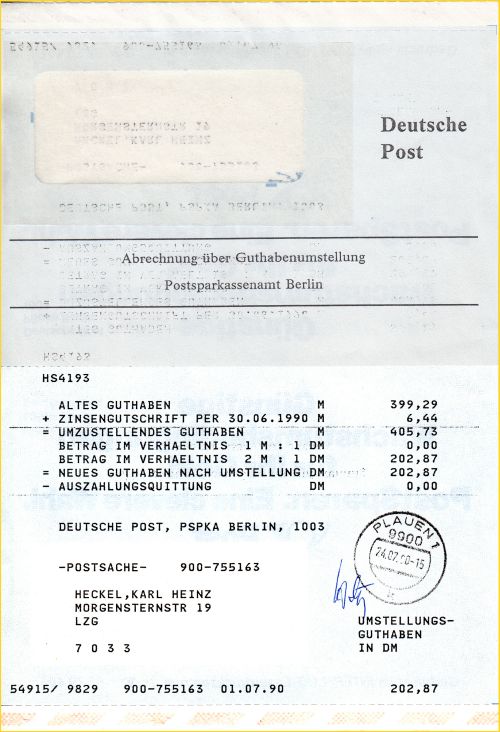 Deutsche
Post
Abrechnung über Guthabenumstellung
Postsparkassenamt Berlin
HS4193
ALTES GUTHABEN M 399,29
+ ZINSENGUTSCHRIFT PER 30.06.1990 M 6,44
= UMZUSTELLENDES GUTHABEN M 405,73
BETRAG IM VERHAELTNIS 1 M : 1 DM 0,00
BETRAG IM VERHAELTNIS 2 M : 1 DM 202,87
= NEUES GUTHABEN NACH UMSTELLUNG DM 202,87
- AUSZAHLUNGSQUITTUNG DM 0,00
DEUTSCHE POST, PSPKA BERLIN, 1003
PLAUEN 1
9900
-POSTSACHE- 900-755163
HECKEL,KARL HEINZ
MORGENSTERNSTR 19
LZG
7 0 3 3
UMSTELLUNGS-
GUTHABEN
IN DM
54915/ 9829 900-755163 01.07.90 202,87